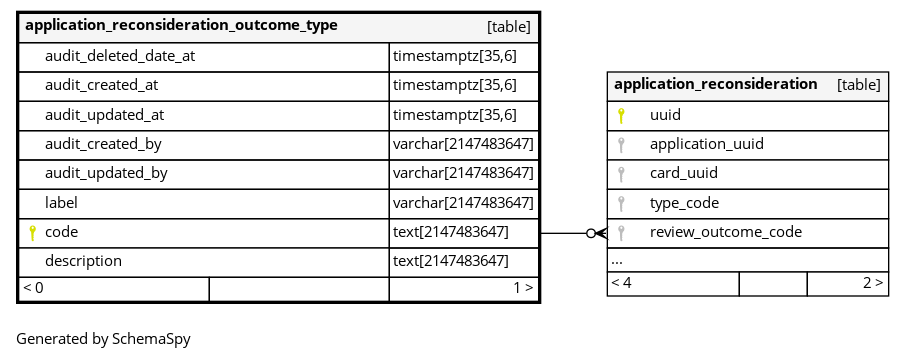 application_reconsideration_outcome_type [table]
audit_deleted_date_at timestamptz[35,6]
audit_created_at timestamptz[35,6]
audit_updated_at timestamptz[35,6]
audit_created_by varchar[2147483647]
audit_updated_by varchar[2147483647]
label varchar[2147483647]
code text[2147483647]
description text[2147483647]
< 0 1 >
application_reconsideration [table]
uuid
application_uuid
card_uuid
type_code
review_outcome_code
...
< 4 2 >
Generated by SchemaSpy